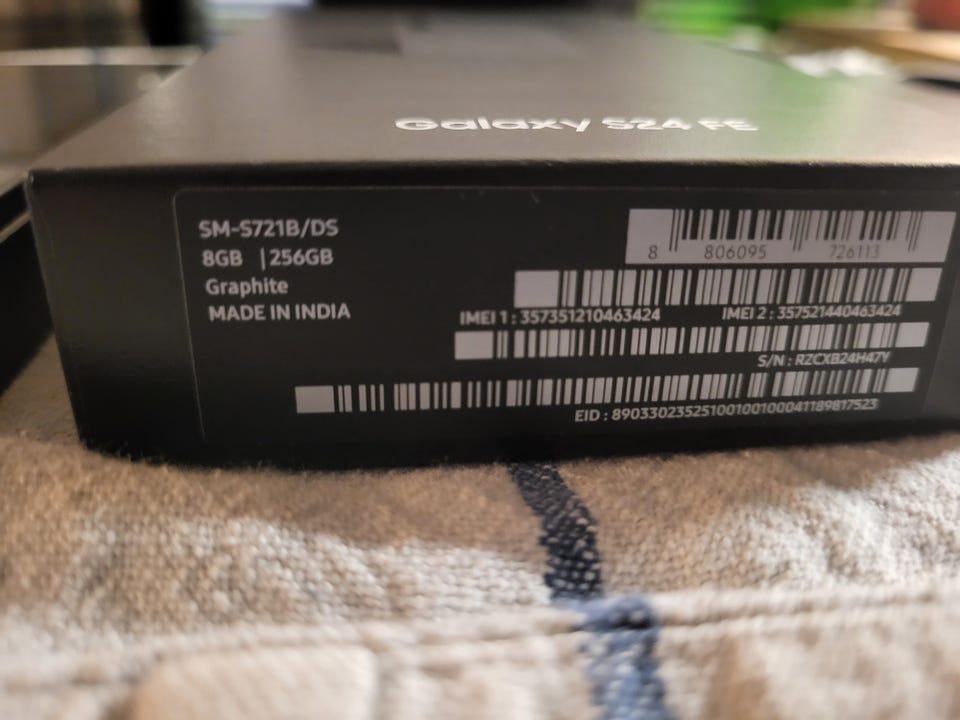 Galaxy S24 FE
SM-S721B/DS
8GB | 256GB
Graphite
MADE IN INDIA
8 806095 726113
IMEI 1 : 357351210463424 IMEI 2 : 357521440463424
S/N : RZCXB24H47Y
EID : 89033023525100100100041189817523